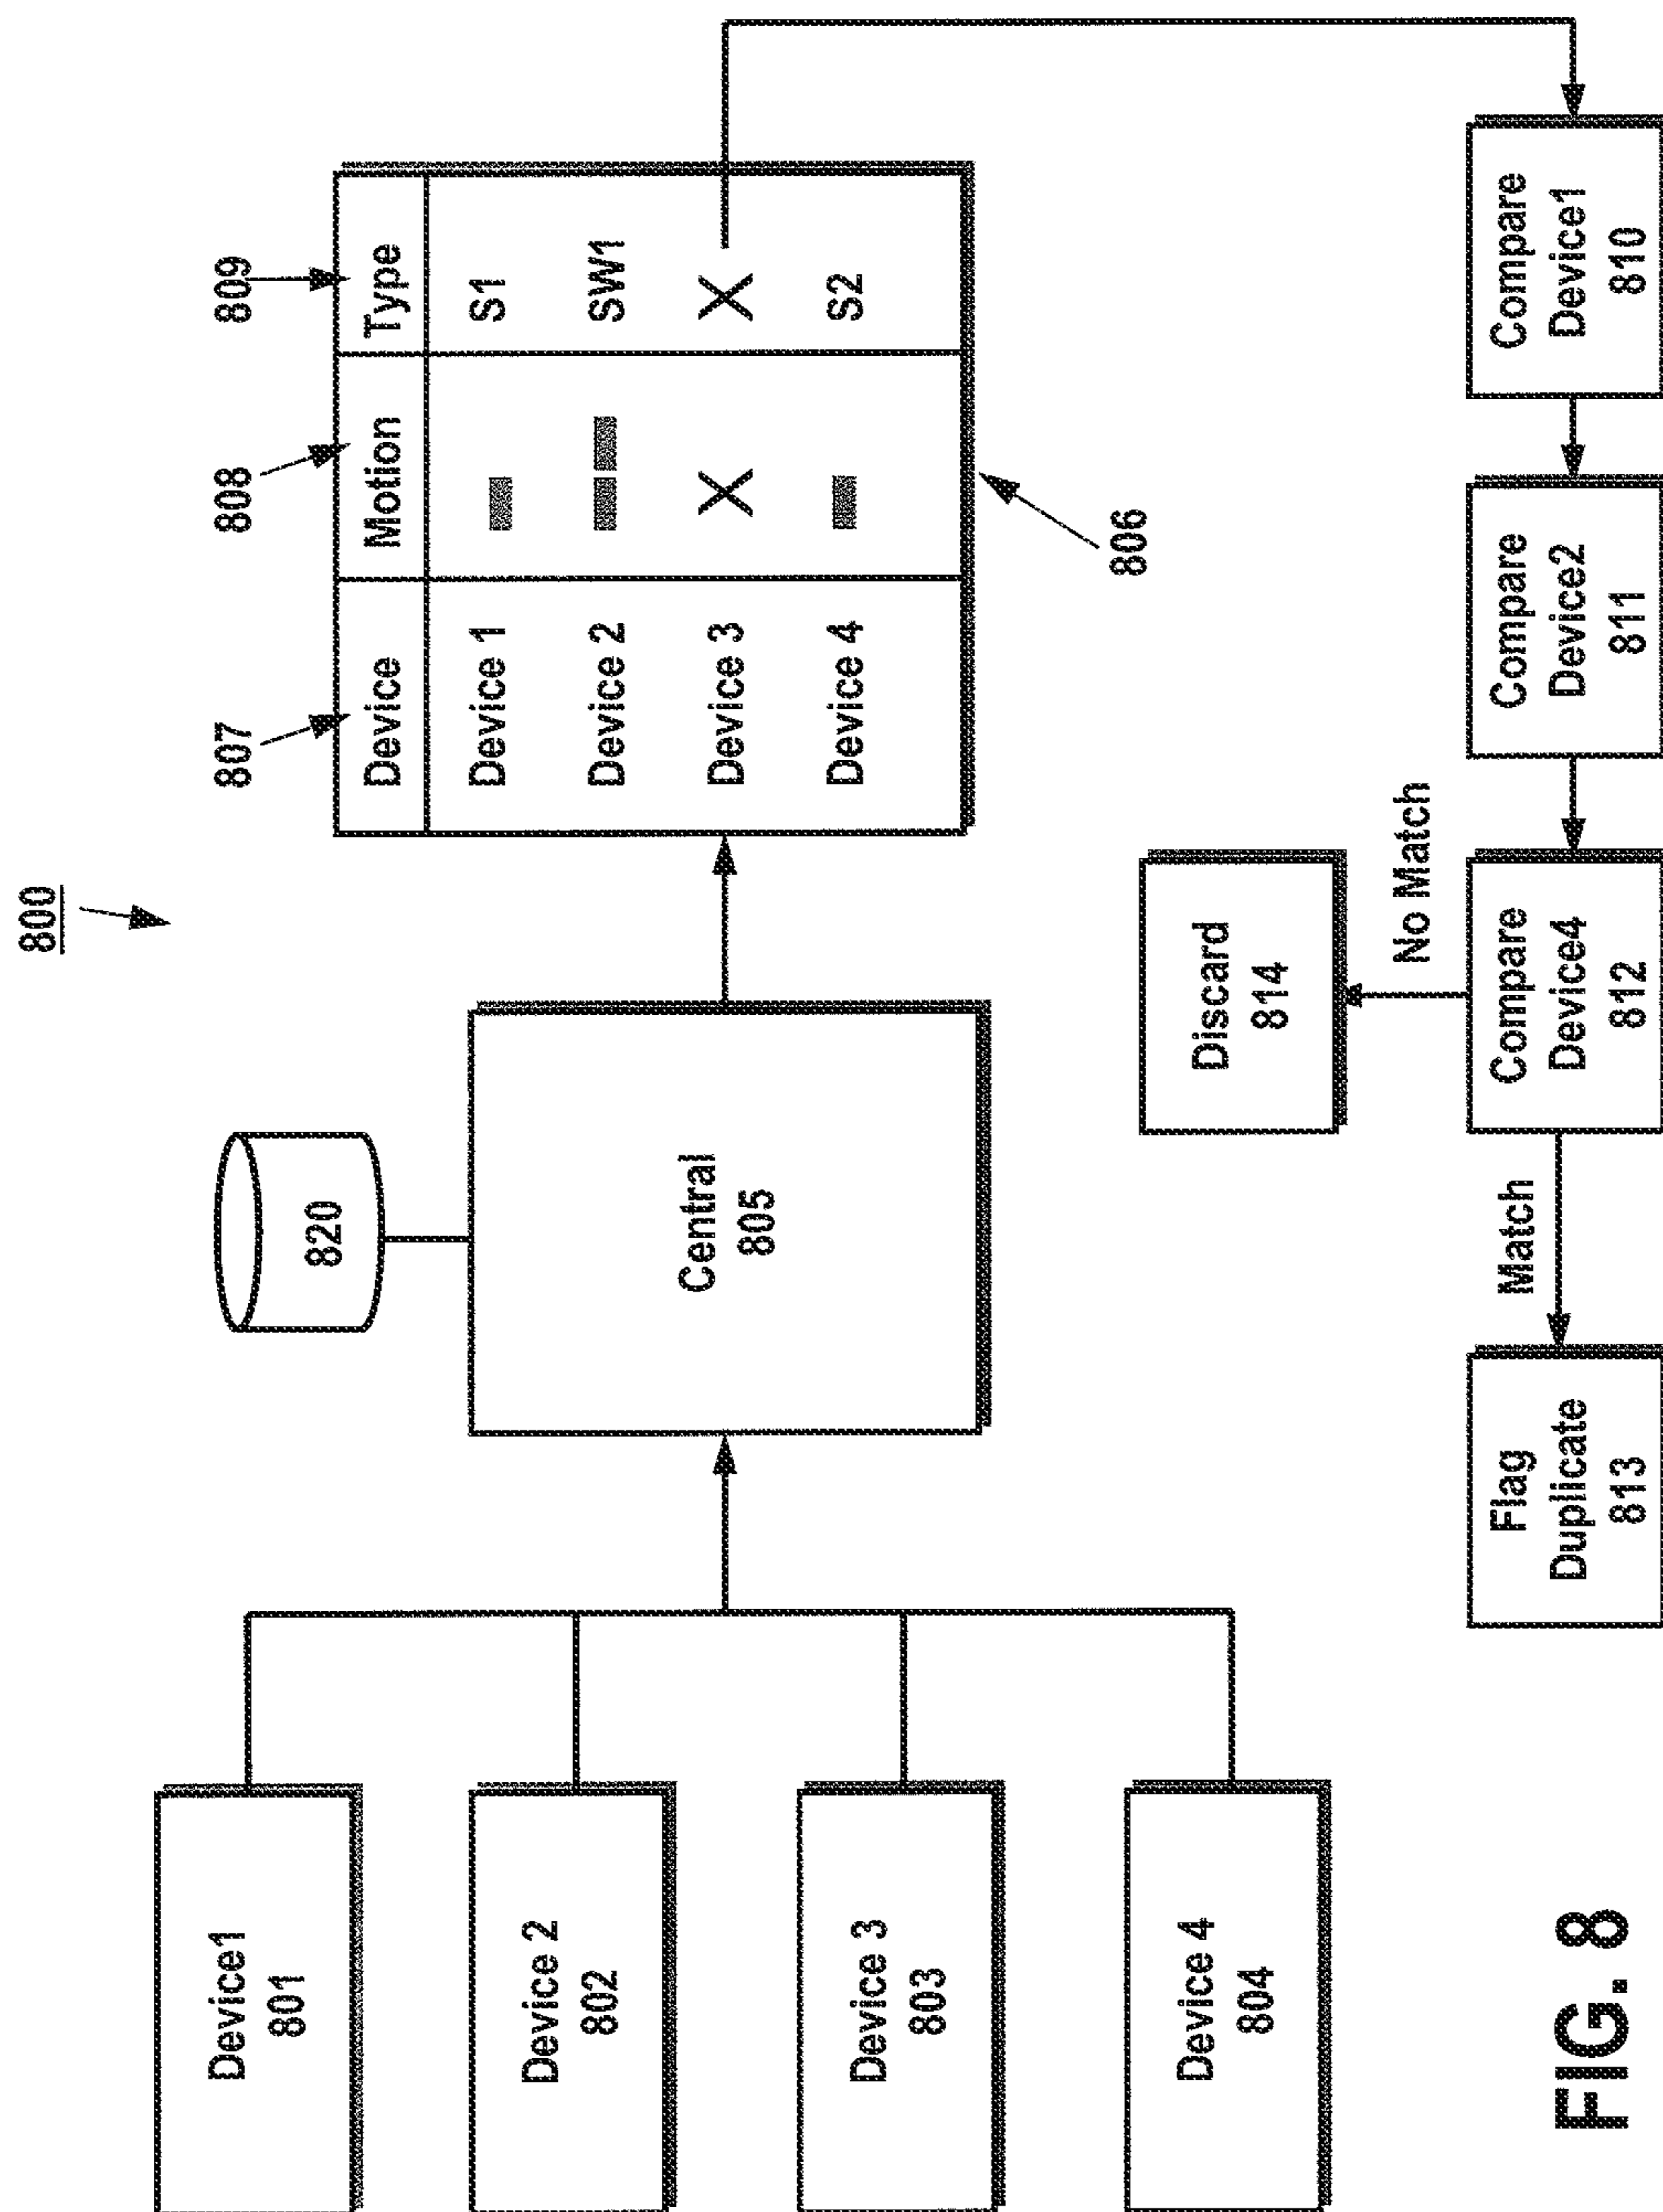 800
Device1
801
Device 2
802
Device 3
803
Device 4
804
820
Central
805
807
808
809
Device Motion Type
Device 1 S1
Device 2 SW1
Device 3 X X
Device 4 S2
806
Compare
Device1
810
Compare
Device2
811
Compare
Device4
812
No Match
Discard
814
Match
Flag
Duplicate
813
FIG. 8